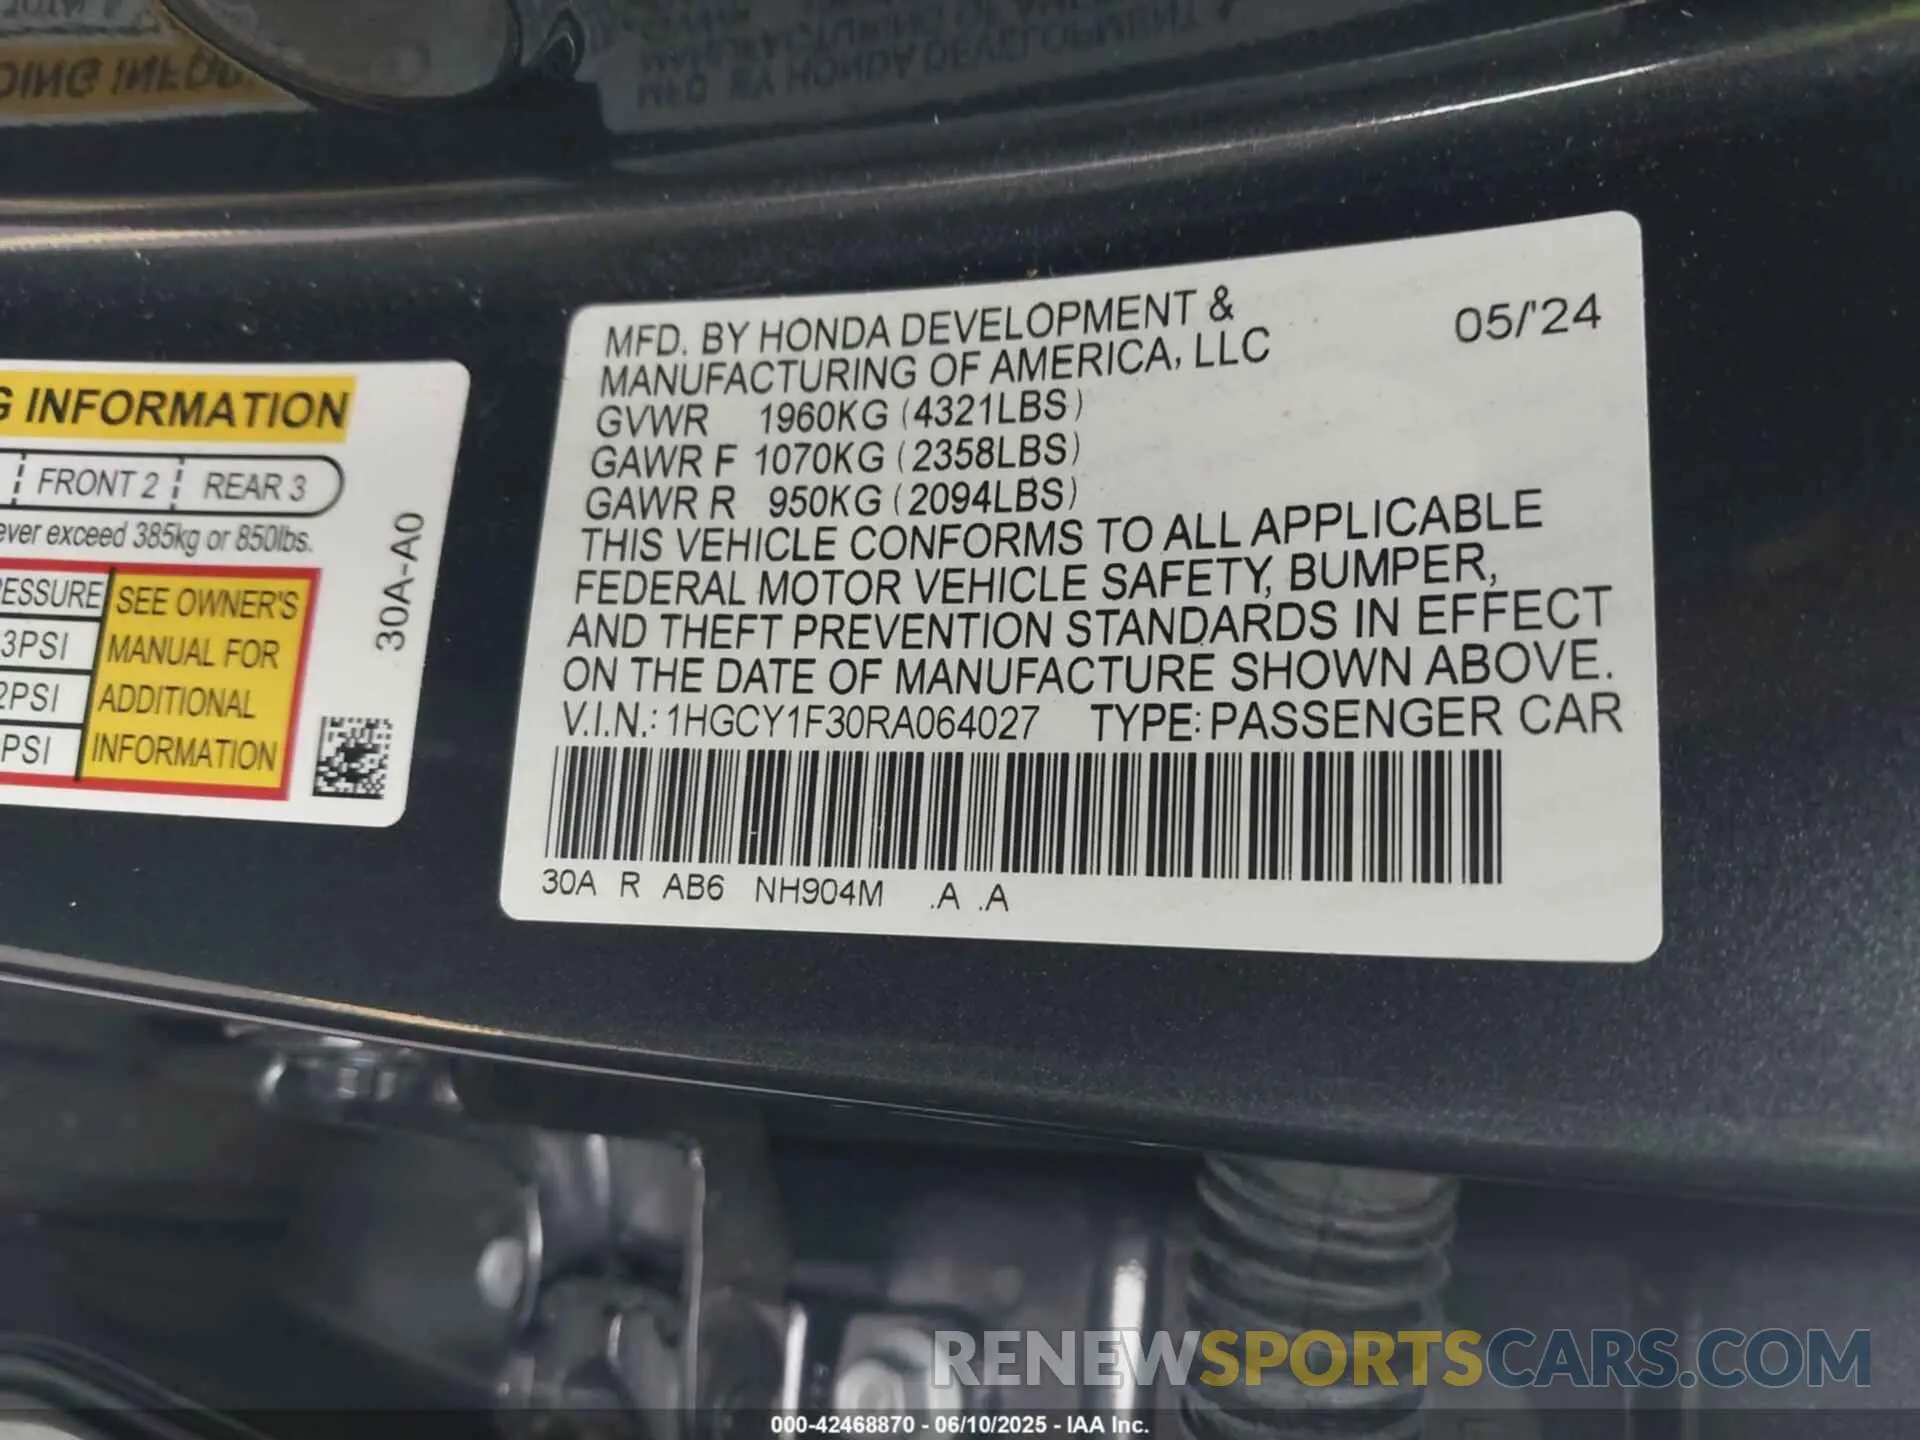 MFD. BY HONDA DEVELOPMENT &
MANUFACTURING OF AMERICA, LLC
05/'24
GVWR 1960KG (4321LBS)
GAWR F 1070KG (2358LBS)
GAWR R 950KG (2094LBS)
THIS VEHICLE CONFORMS TO ALL APPLICABLE
FEDERAL MOTOR VEHICLE SAFETY, BUMPER,
AND THEFT PREVENTION STANDARDS IN EFFECT
ON THE DATE OF MANUFACTURE SHOWN ABOVE.
V.I.N.: 1HGCY1F30RA064027 TYPE: PASSENGER CAR
30A R AB6 NH904M .A .A
G INFORMATION
FRONT 2 REAR 3
ever exceed 385kg or 850lbs.
RESSURE
3PSI
2PSI
PSI
SEE OWNER'S
MANUAL FOR
ADDITIONAL
INFORMATION
30A-A0
RENEWSPORTSCARS.COM
000-42468870 - 06/10/2025 - IAA Inc.